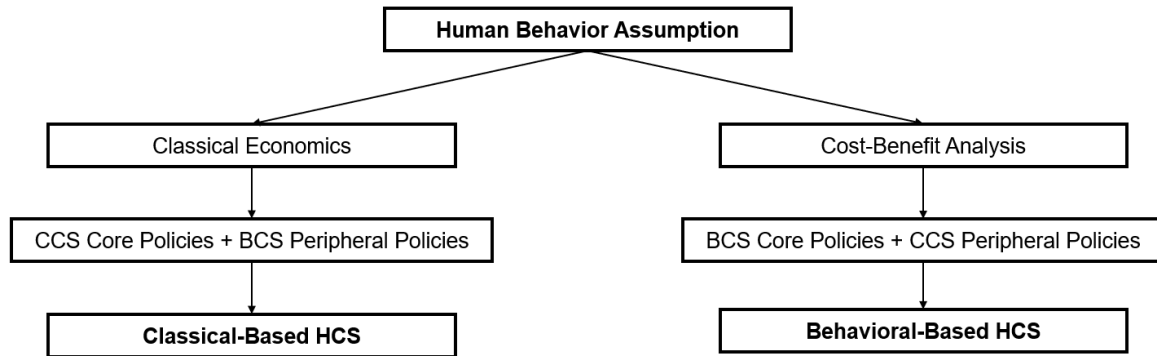 Human Behavior Assumption
Classical Economics
Cost-Benefit Analysis
CCS Core Policies + BCS Peripheral Policies
BCS Core Policies + CCS Peripheral Policies
Classical-Based HCS
Behavioral-Based HCS